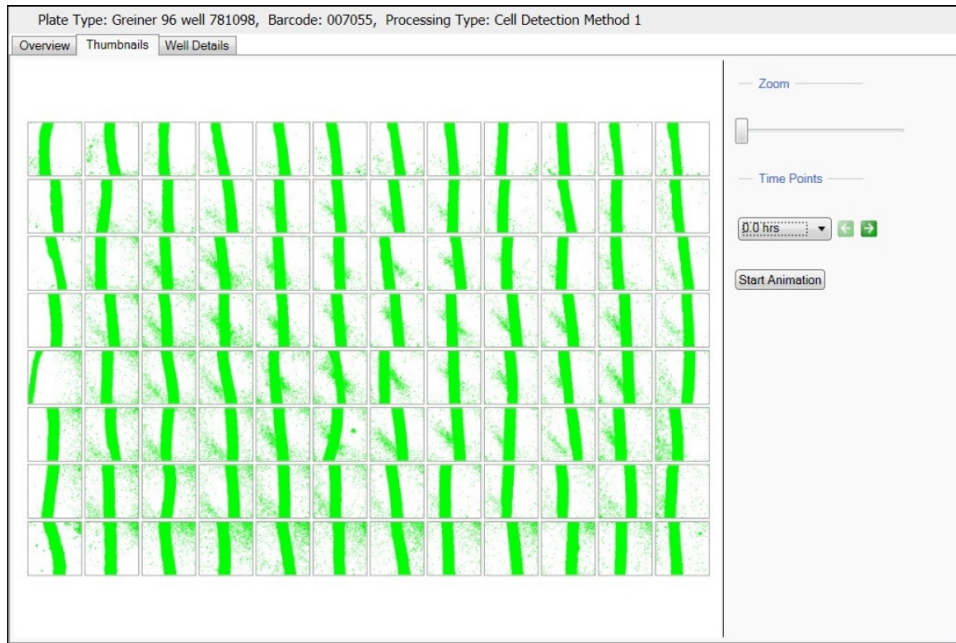 Plate Type: Greiner 96 well 781098, Barcode: 007055, Processing Type: Cell Detection Method 1
Overview Thumbnails Well Details
Zoom
Time Points
0.0 hrs
Start Animation